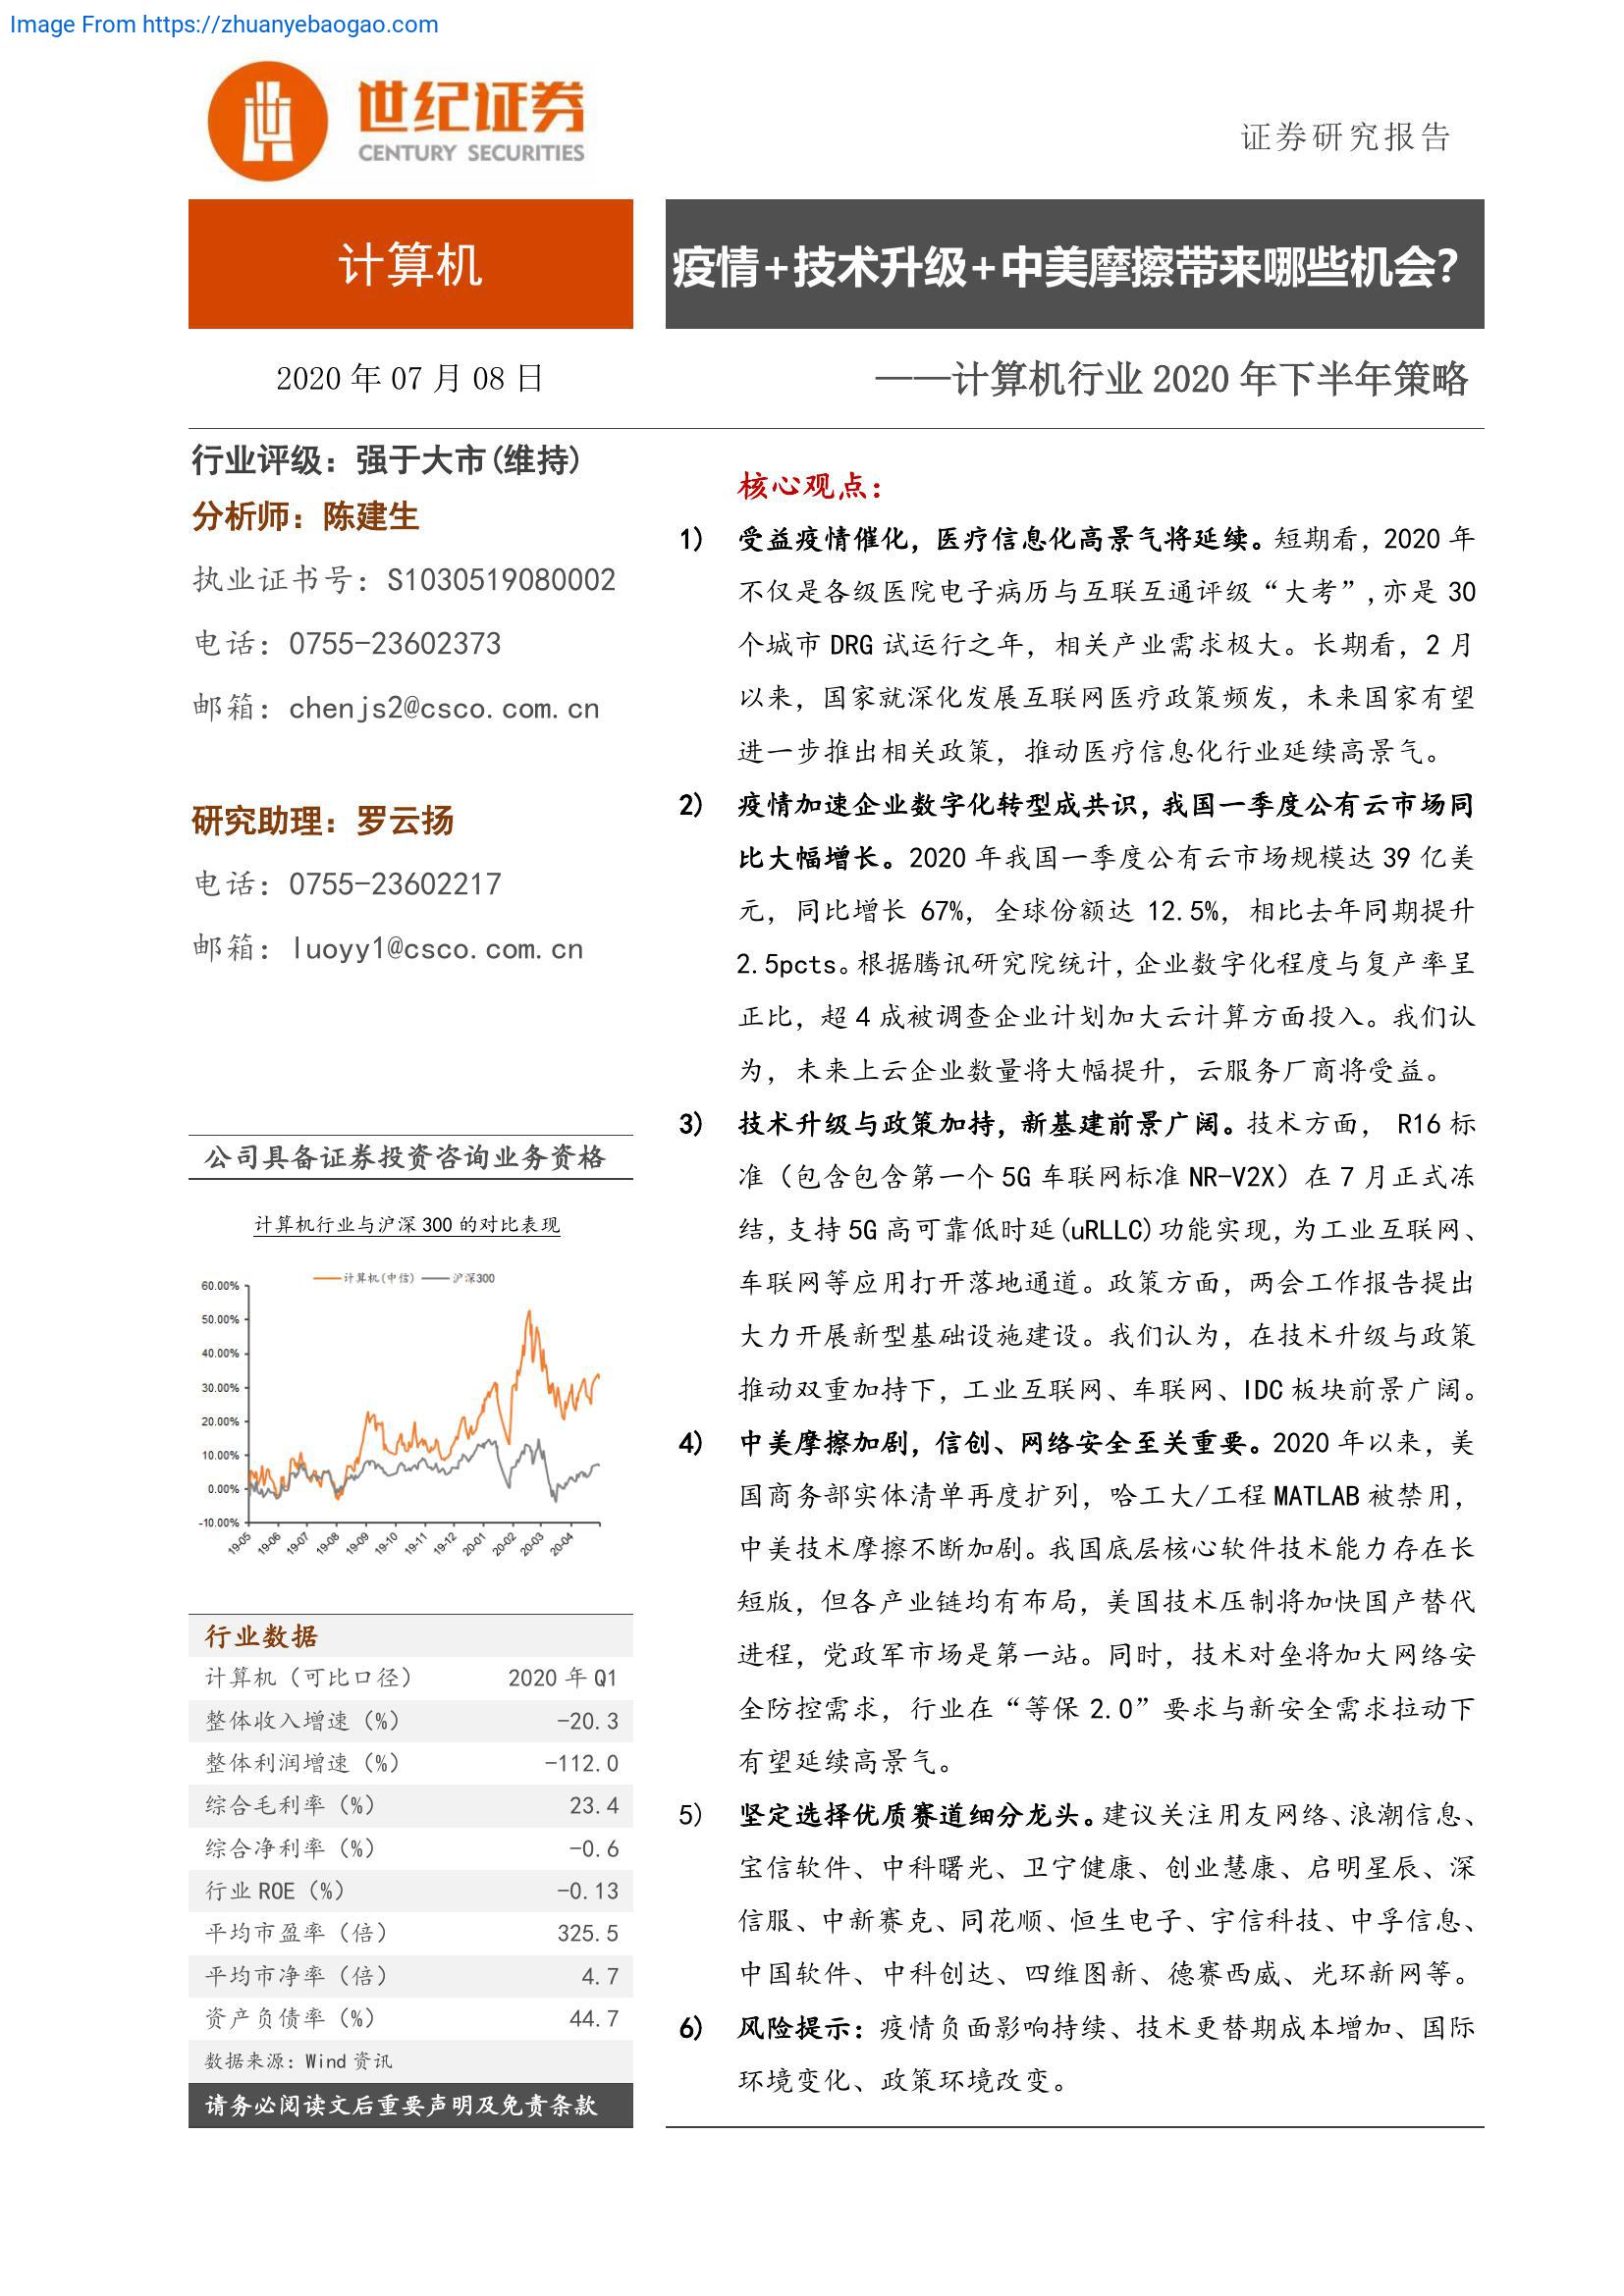 Image From https://zhuanyebaogao.com
世纪证券
CENTURY SECURITIES
证券研究报告
计算机
疫情+技术升级+中美摩擦带来哪些机会？
2020 年 07 月 08 日
——计算机行业 2020 年下半年策略
行业评级：强于大市(维持)
分析师：陈建生
执业证书号：S1030519080002
电话：0755-23602373
邮箱：chenjs2@csco.com.cn
研究助理：罗云扬
电话：0755-23602217
邮箱：luoyy1@csco.com.cn
公司具备证券投资咨询业务资格
计算机行业与沪深 300 的对比表现
计算机(中信) 沪深300
60.00%
50.00%
40.00%
30.00%
20.00%
10.00%
0.00%
-10.00%
19-05 19-06 19-07 19-08 19-09 19-10 19-11 19-12 20-01 20-02 20-03 20-04
行业数据
计算机（可比口径） 2020 年 Q1
整体收入增速（%） -20.3
整体利润增速（%） -112.0
综合毛利率（%） 23.4
综合净利率（%） -0.6
行业 ROE（%） -0.13
平均市盈率（倍） 325.5
平均市净率（倍） 4.7
资产负债率（%） 44.7
数据来源：Wind 资讯
请务必阅读文后重要声明及免责条款
核心观点：
1) 受益疫情催化，医疗信息化高景气将延续。短期看，2020 年
不仅是各级医院电子病历与互联互通评级“大考”,亦是 30
个城市 DRG 试运行之年，相关产业需求极大。长期看，2 月
以来，国家就深化发展互联网医疗政策频发，未来国家有望
进一步推出相关政策，推动医疗信息化行业延续高景气。
2) 疫情加速企业数字化转型成共识，我国一季度公有云市场同
比大幅增长。2020 年我国一季度公有云市场规模达 39 亿美
元，同比增长 67%，全球份额达 12.5%，相比去年同期提升
2.5pcts。根据腾讯研究院统计，企业数字化程度与复产率呈
正比，超 4 成被调查企业计划加大云计算方面投入。我们认
为，未来上云企业数量将大幅提升，云服务厂商将受益。
3) 技术升级与政策加持，新基建前景广阔。技术方面， R16 标
准（包含包含第一个 5G 车联网标准 NR-V2X）在 7 月正式冻
结，支持 5G 高可靠低时延(uRLLC)功能实现，为工业互联网、
车联网等应用打开落地通道。政策方面，两会工作报告提出
大力开展新型基础设施建设。我们认为，在技术升级与政策
推动双重加持下，工业互联网、车联网、IDC 板块前景广阔。
4) 中美摩擦加剧，信创、网络安全至关重要。2020 年以来，美
国商务部实体清单再度扩列，哈工大/工程 MATLAB 被禁用，
中美技术摩擦不断加剧。我国底层核心软件技术能力存在长
短版，但各产业链均有布局，美国技术压制将加快国产替代
进程，党政军市场是第一站。同时，技术对垒将加大网络安
全防控需求，行业在“等保 2.0”要求与新安全需求拉动下
有望延续高景气。
5) 坚定选择优质赛道细分龙头。建议关注用友网络、浪潮信息、
宝信软件、中科曙光、卫宁健康、创业慧康、启明星辰、深
信服、中新赛克、同花顺、恒生电子、宇信科技、中孚信息、
中国软件、中科创达、四维图新、德赛西威、光环新网等。
6) 风险提示：疫情负面影响持续、技术更替期成本增加、国际
环境变化、政策环境改变。